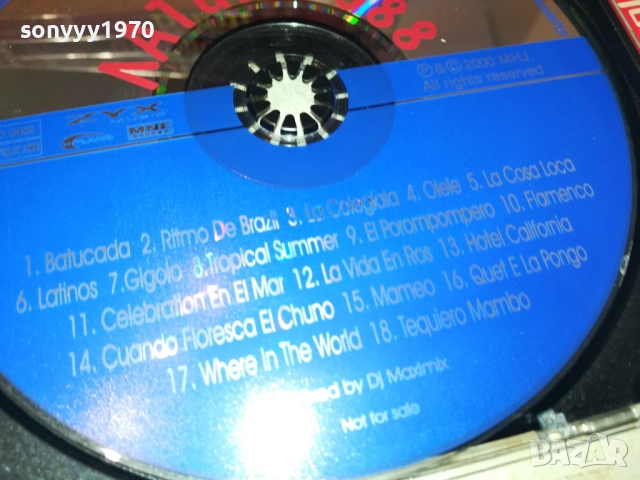 sonyyy1970
© 2000 MHJ.
All rights reserved
ZYX
MUSIC
1. Batucada 2. Ritmo De Brazil 3. La Colegiala 4. Olele 5. La Cosa Loca
6. Latinos 7. Gigolo 8. Tropical Summer 9. El Porompompero 10. Flamenco
11. Celebration En El Mar 12. La Vida En Ros 13. Hotel California
14. Cuando Floresca El Chuno 15. Mameo 16. Quet E La Pongo
17. Where In The World 18. Tequiero Mambo
by Dj Maximix
Not for sale
BAZAR